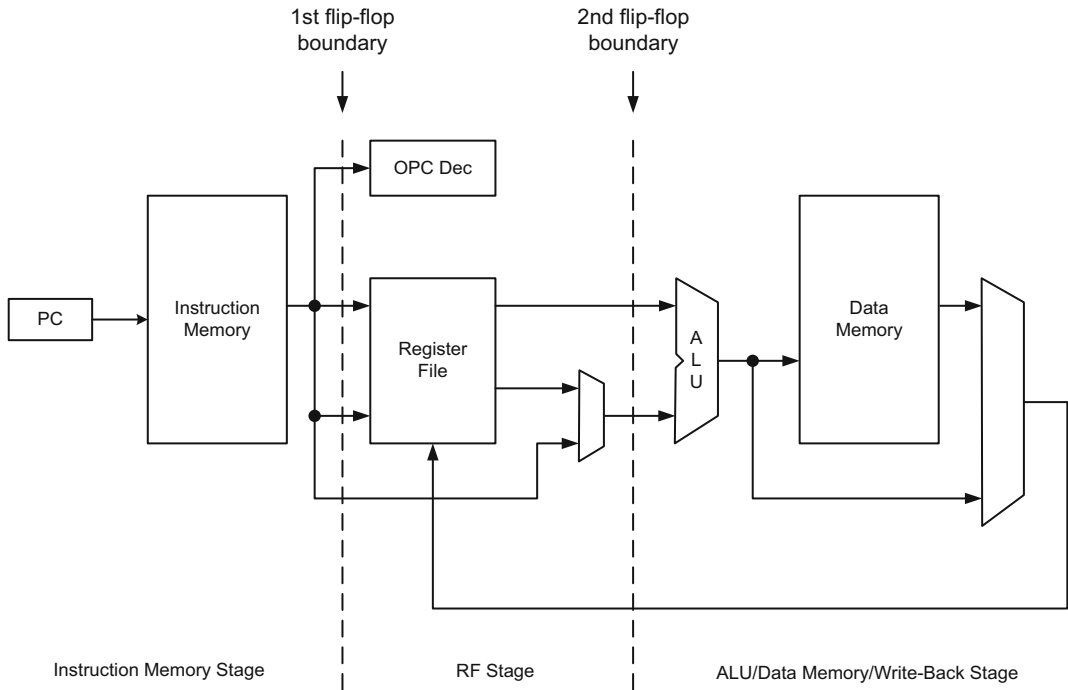 1st flip-flop
boundary
2nd flip-flop
boundary
OPC Dec
PC
Instruction
Memory
Register
File
A
L
U
Data
Memory
Instruction Memory Stage
RF Stage
ALU/Data Memory/Write-Back Stage